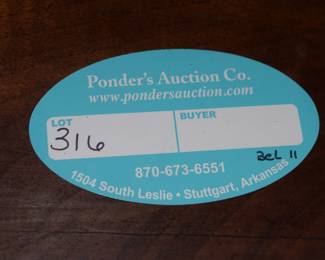 Ponder's Auction Co.
www.pondersauction.com
LOT
BUYER
316
870-673-6551
BEL 11
1504 South Leslie • Stuttgart, Arkansas